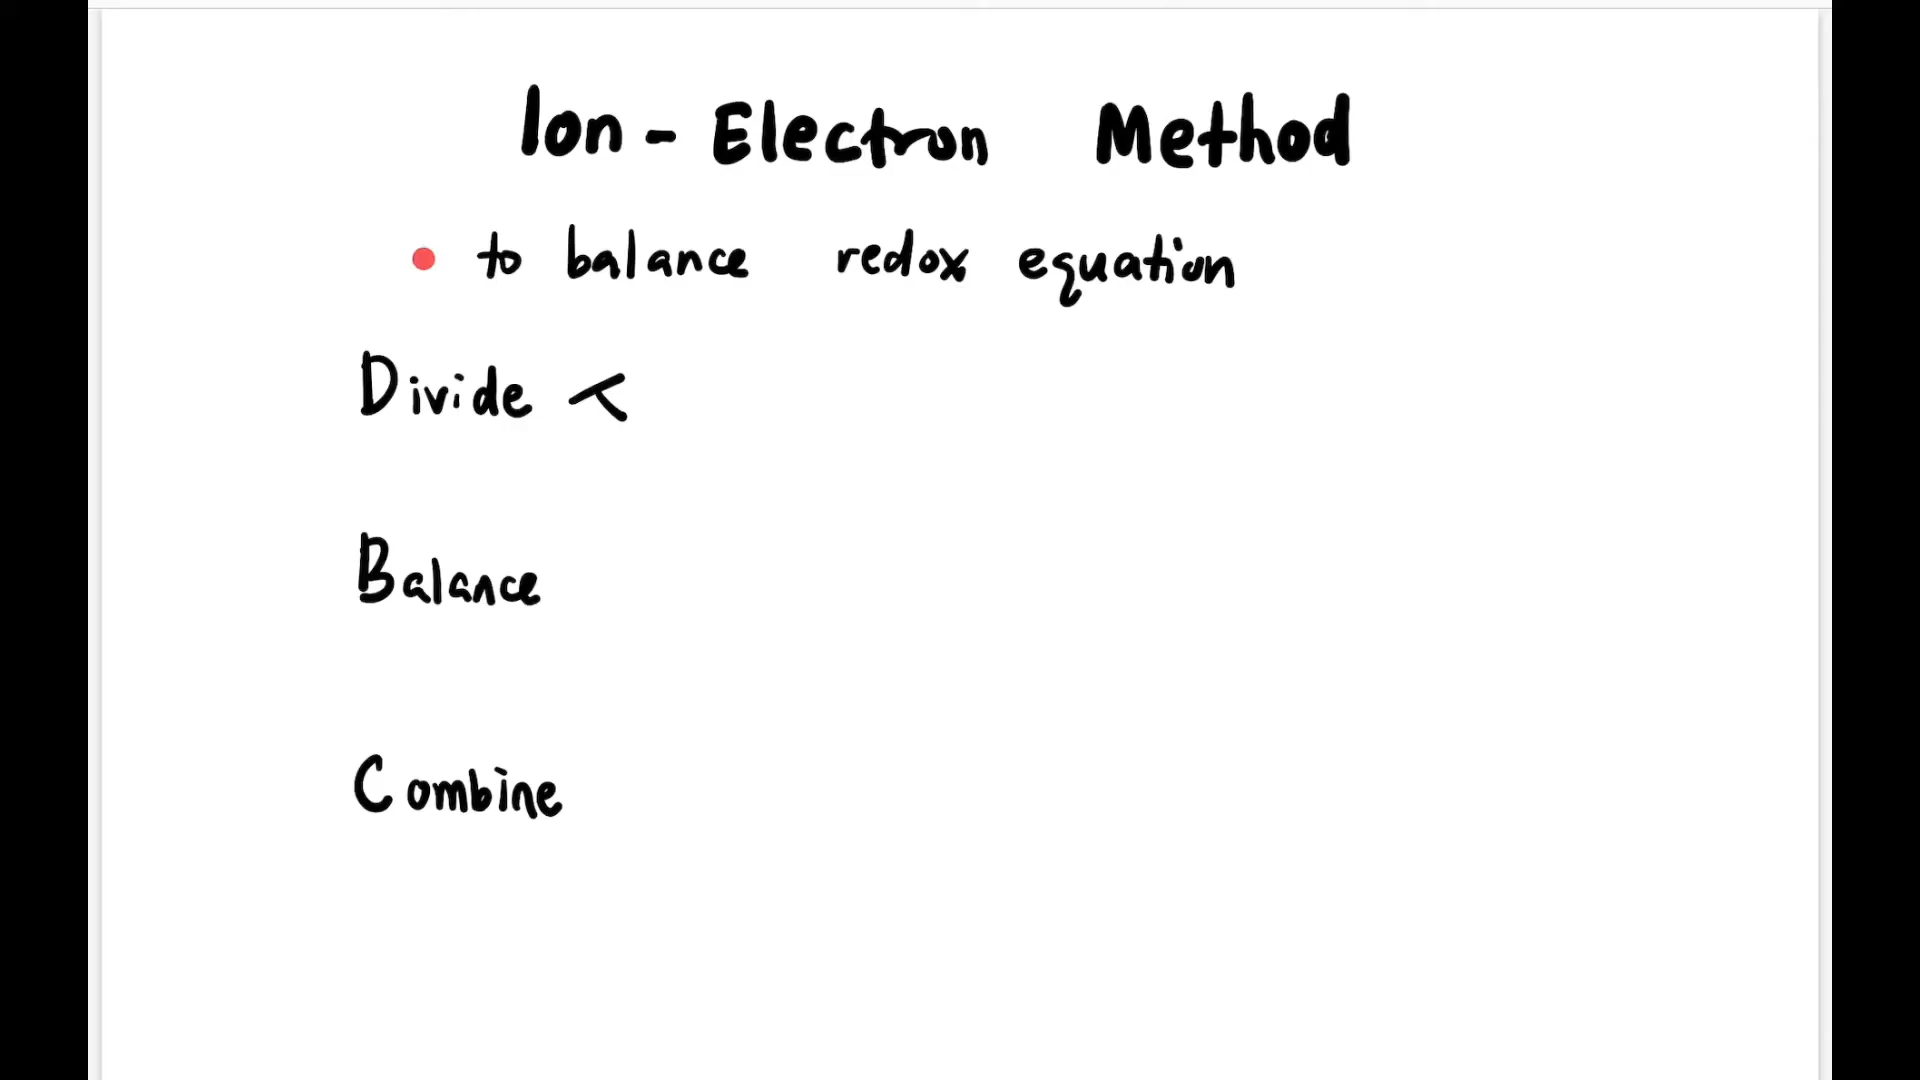 Ion - Electron Method
• to balance redox equation
Divide <
Balance
Combine